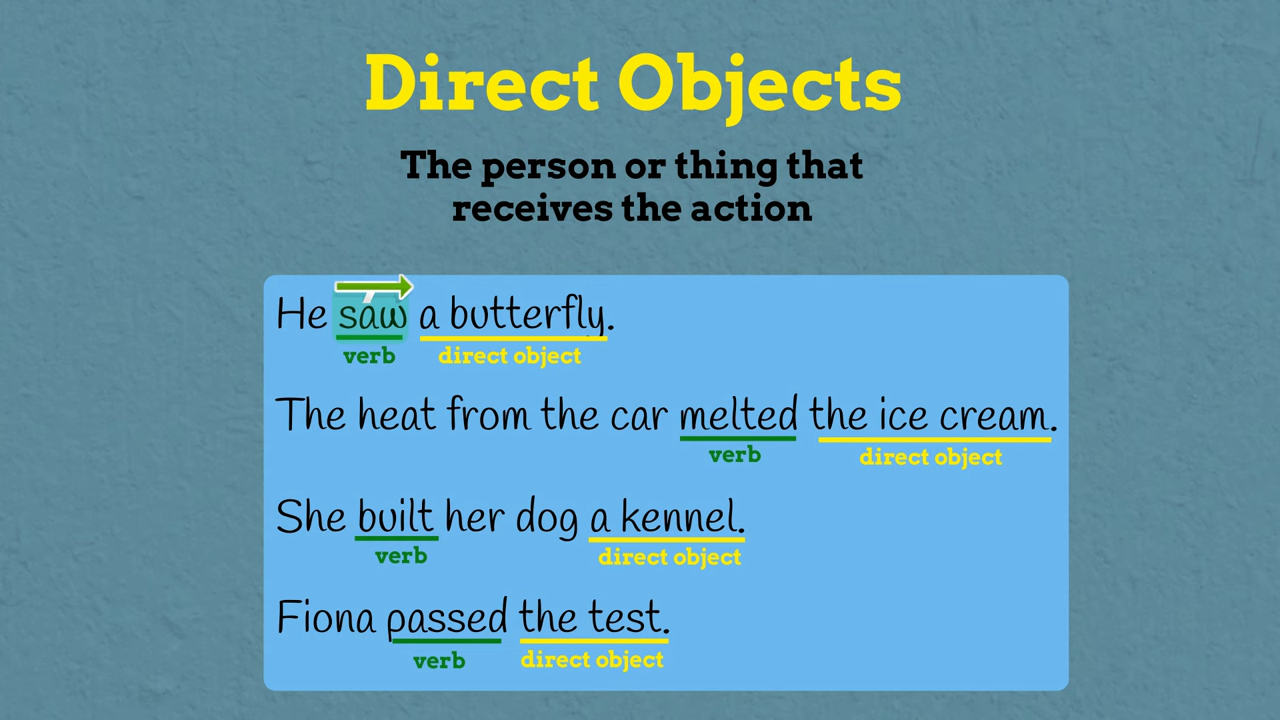 Direct Objects
The person or thing that
receives the action
He saw a butterfly.
verb direct object
The heat from the car melted the ice cream.
verb direct object
She built her dog a kennel.
verb direct object
Fiona passed the test.
verb direct object